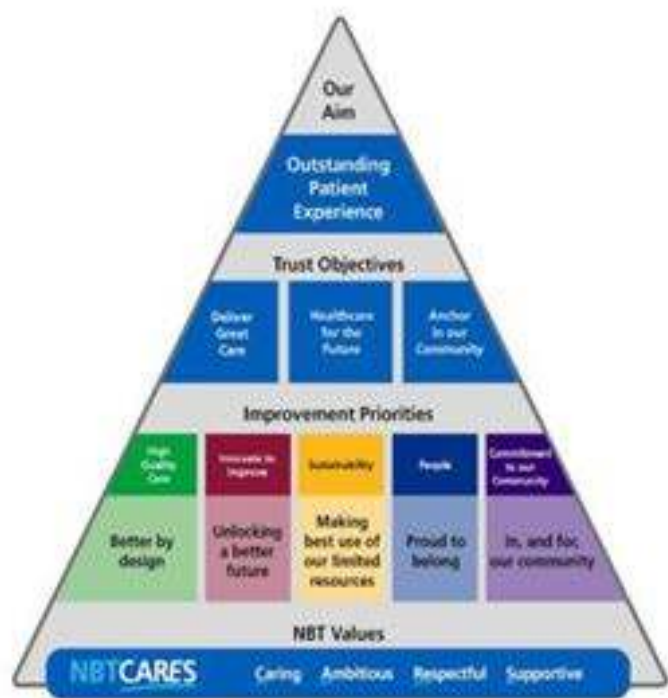 Our
Aim
Outstanding
Patient
Experience
Trust Objectives
Deliver
Great
Care
Healthcare
for the
Future
Anchor
in our
Community
Improvement Priorities
High
Quality
Care
Innovate to
Improve
Sustainability
People
Commitment
to our
Community
Better by
design
Unlocking
a better
future
Making
best use of
our limited
resources
Proud to
belong
In, and for,
our community
NBT Values
NBTCARES Caring Ambitious Respectful Supportive